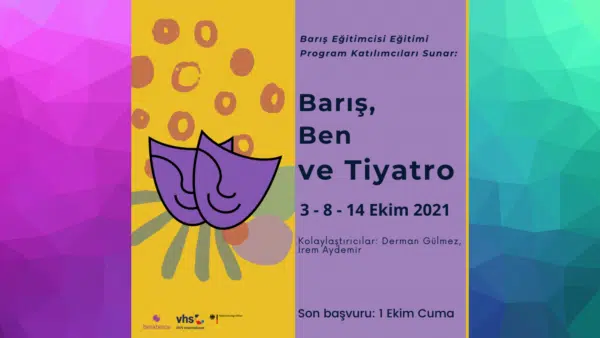 Barış Eğitimcisi Eğitimi
Program Katılımcıları Sunar:
Barış,
Ben
ve Tiyatro
3 - 8 - 14 Ekim 2021
Kolaylaştırıcılar: Derman Gülmez,
İrem Aydemir
Son başvuru: 1 Ekim Cuma
vhs